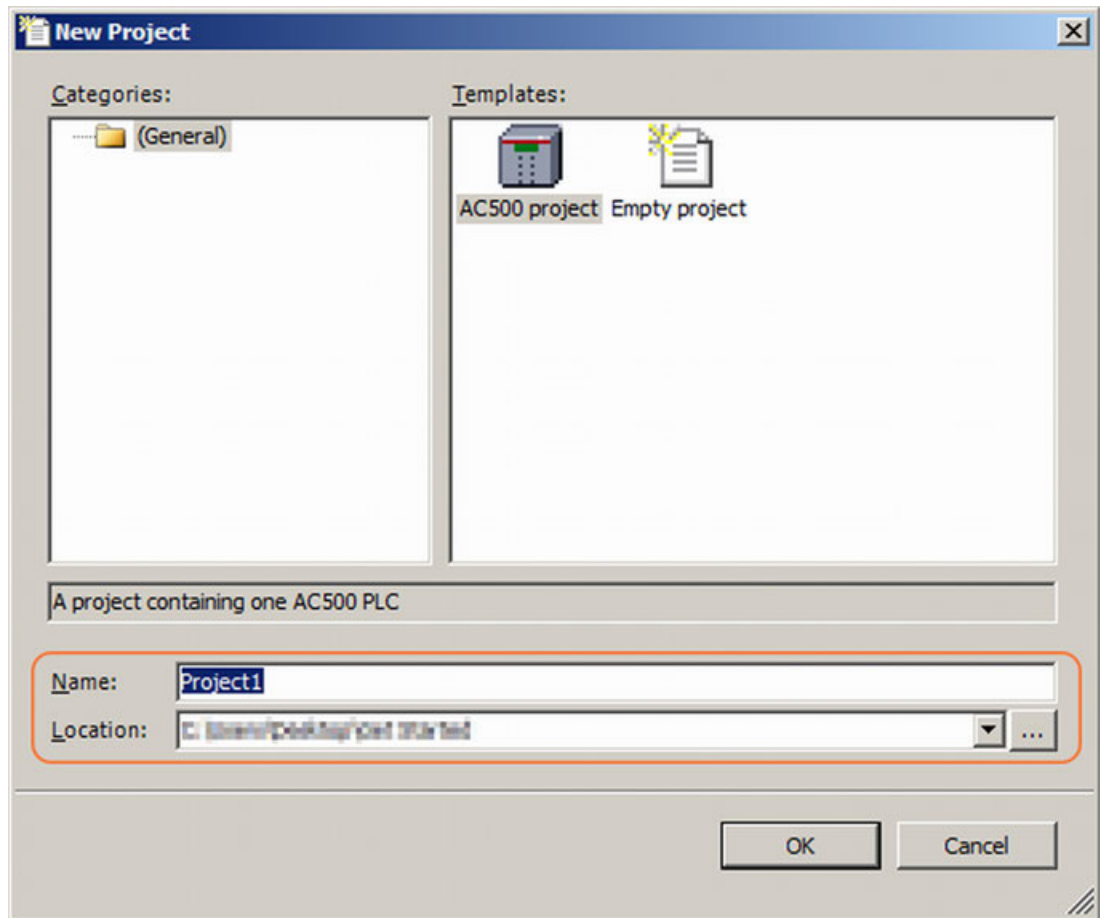 New Project
Categories:
Templates:
(General)
AC500 project
Empty project
A project containing one AC500 PLC
Name:
Project1
Location:
...
OK
Cancel